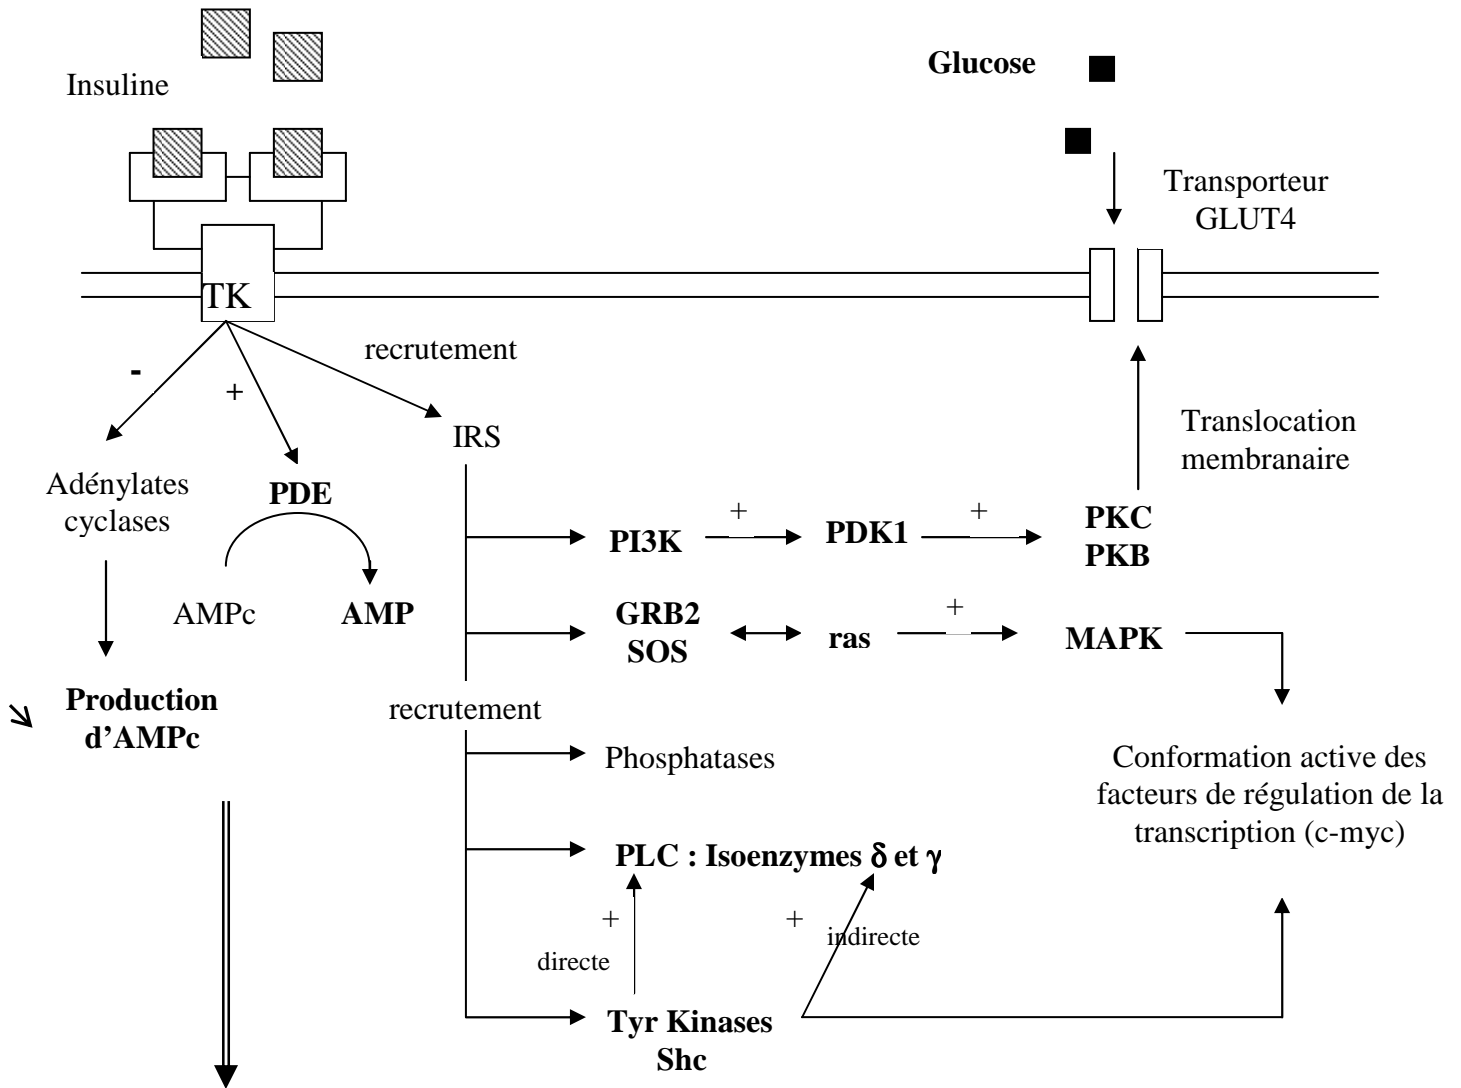 Insuline
Glucose
Transporteur
GLUT4
TK
recrutement
-
+
IRS
Translocation
membranaire
Adénylates
cyclases
PDE
AMPc
AMP
PI3K
+
PDK1
+
PKC
PKB
GRB2
SOS
ras
+
MAPK
Production
d’AMPc
recrutement
Phosphatases
Conformation active des
facteurs de régulation de la
transcription (c-myc)
PLC : Isoenzymes δ et γ
+
directe
+
indirecte
Tyr Kinases
Shc